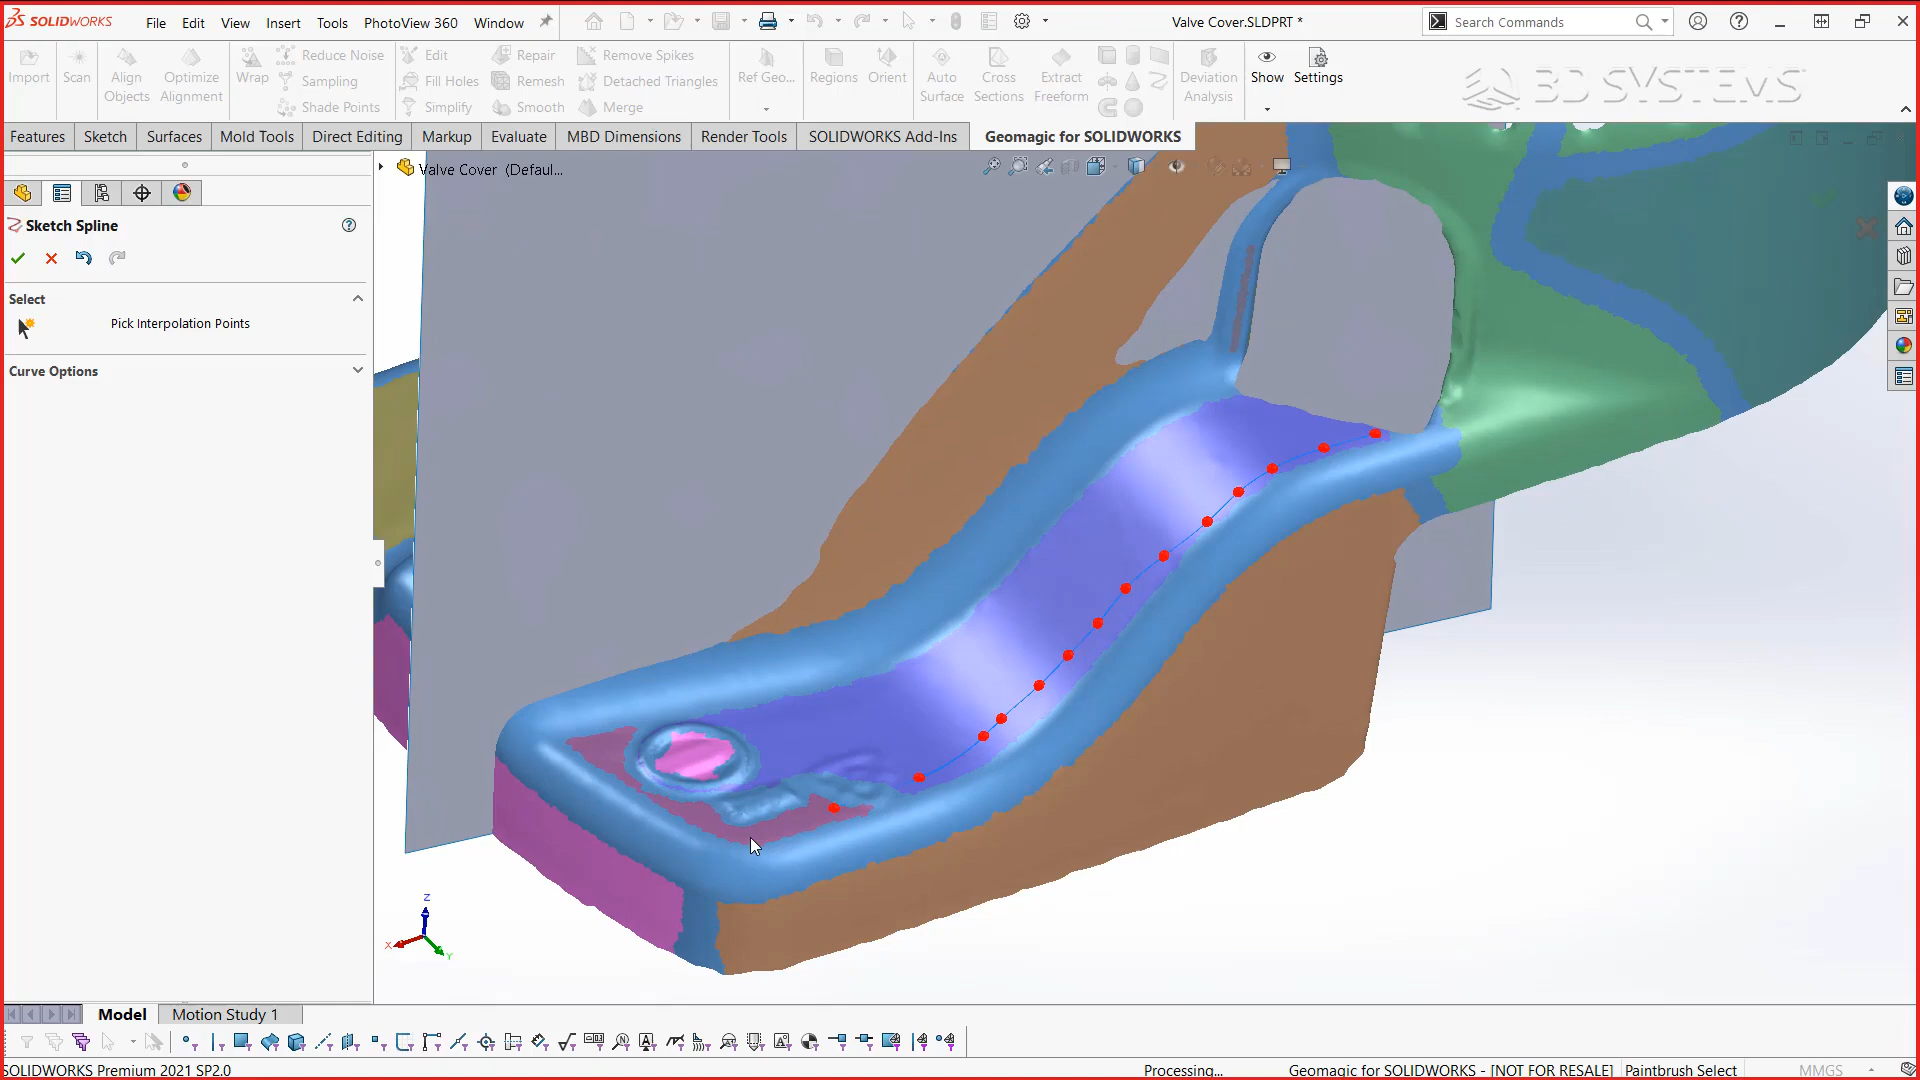 SOLIDWORKS File Edit View Insert Tools PhotoView 360 Window Valve Cover.SLDPRT * Search Commands
Import Scan Align Objects Optimize Alignment Wrap Reduce Noise Sampling Shade Points Edit Fill Holes Simplify Repair Remesh Smooth Remove Spikes Detached Triangles Merge Ref Geo... Regions Orient Auto Surface Cross Sections Extract Freeform Deviation Analysis Show Settings 3D SYSTEMS
Features Sketch Surfaces Mold Tools Direct Editing Markup Evaluate MBD Dimensions Render Tools SOLIDWORKS Add-Ins Geomagic for SOLIDWORKS
Valve Cover (Defaul...
Sketch Spline
Select
Pick Interpolation Points
Curve Options
Z
X
Y
Model Motion Study 1
SOLIDWORKS Premium 2021 SP2.0 Processing... Geomagic for SOLIDWORKS - [NOT FOR RESALE] Paintbrush Select MMGS